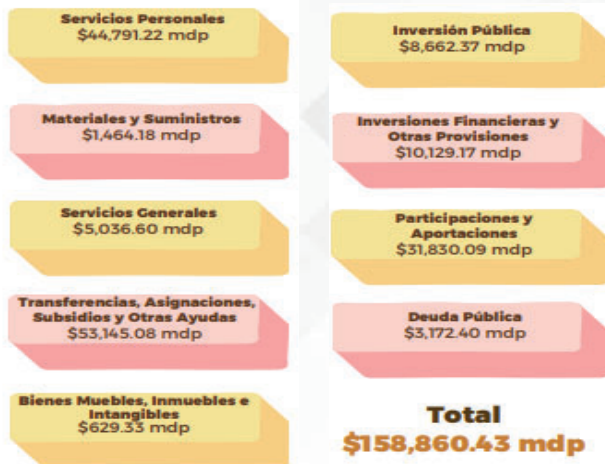 Servicios Personales
$44,791.22 mdp
Materiales y Suministros
$1,464.18 mdp
Servicios Generales
$5,036.60 mdp
Transferencias, Asignaciones,
Subsidios y Otras Ayudas
$53,145.08 mdp
Bienes Muebles, Inmuebles e
Intangibles
$629.33 mdp
Inversión Pública
$8,662.37 mdp
Inversiones Financieras y
Otras Provisiones
$10,129.17 mdp
Participaciones y
Aportaciones
$31,830.09 mdp
Deuda Pública
$3,172.40 mdp
Total
$158,860.43 mdp